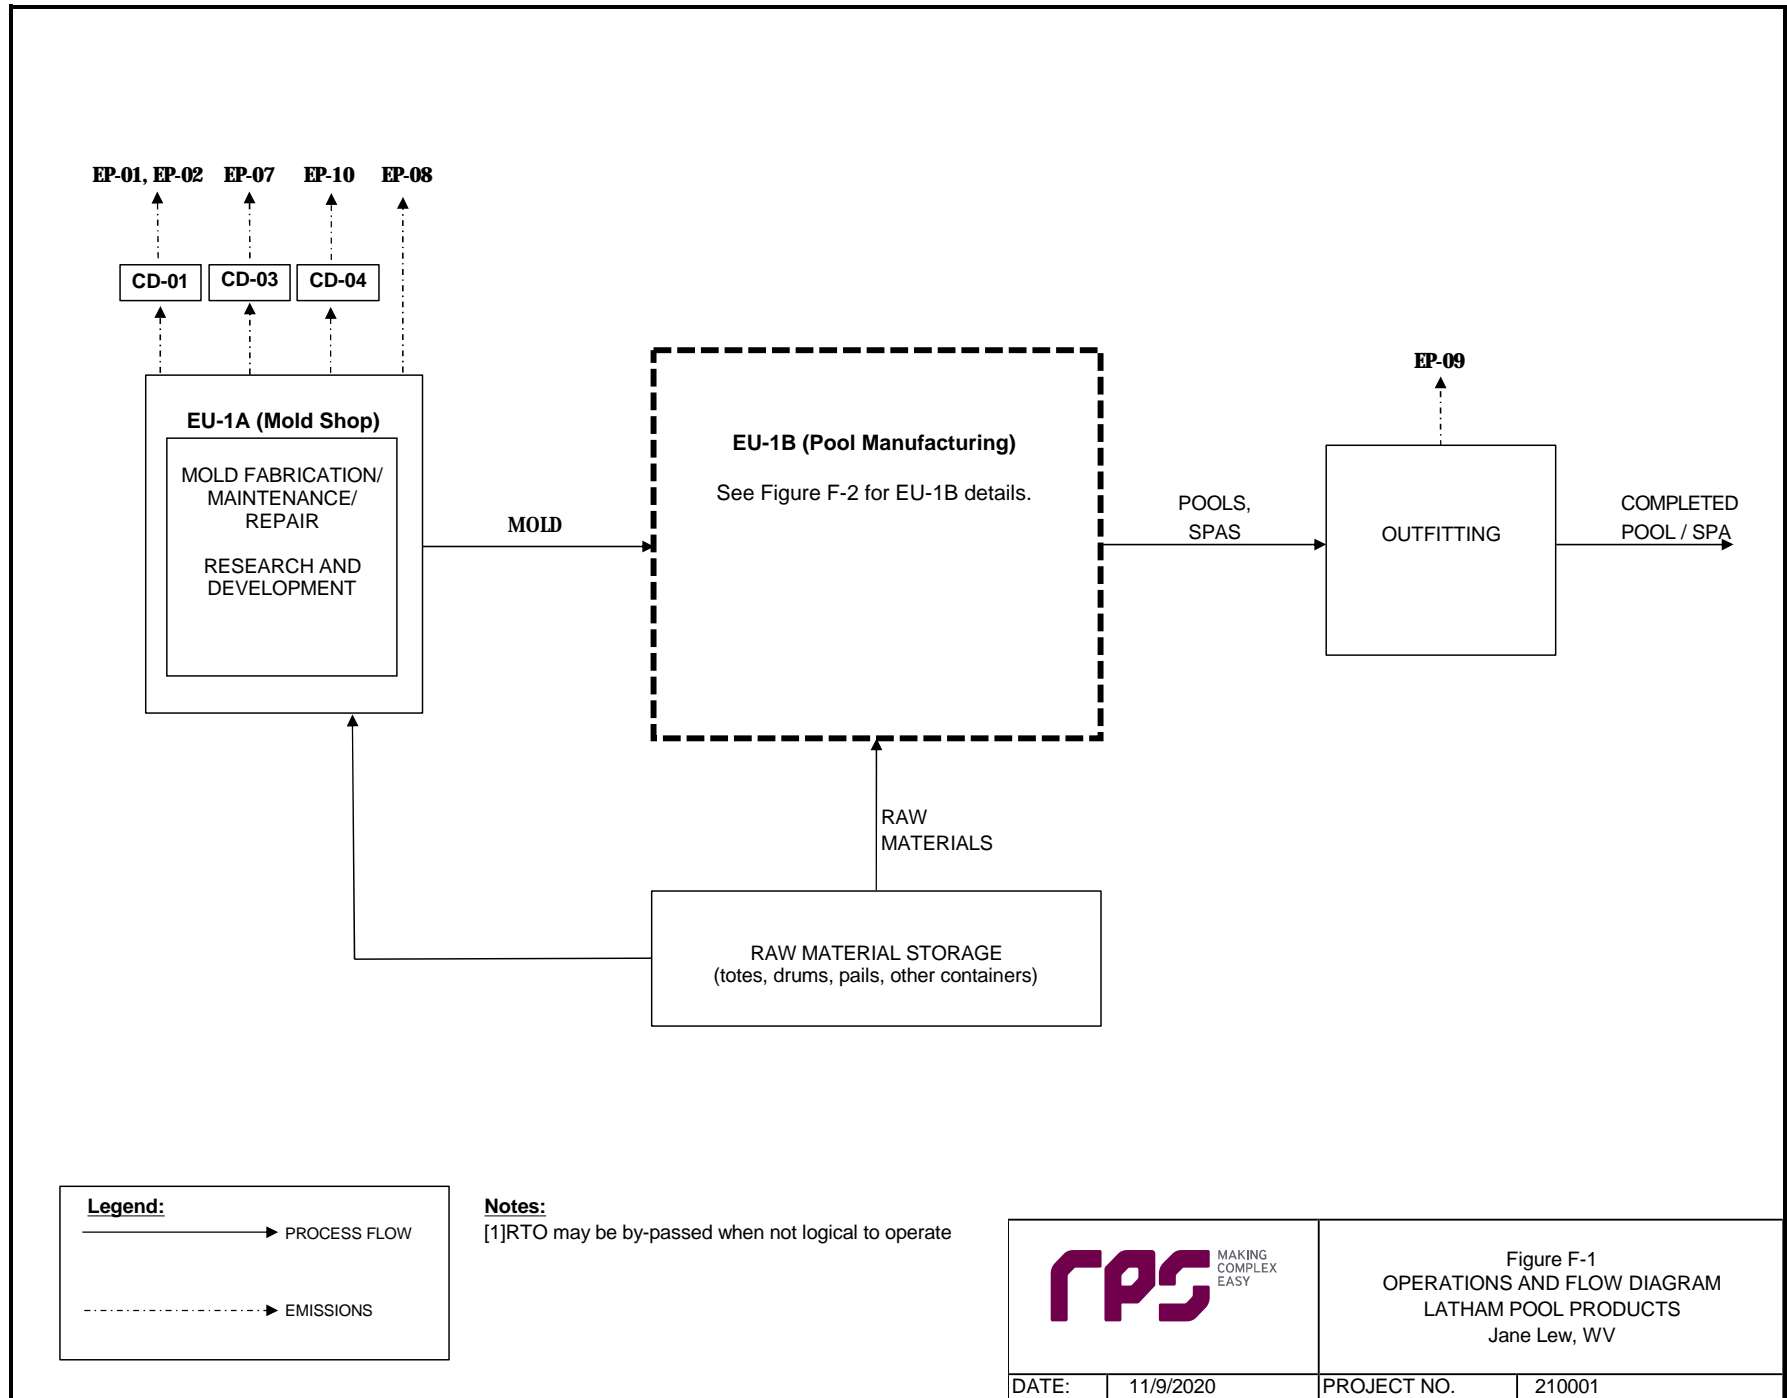 EP-01, EP-02 EP-07 EP-10 EP-08
CD-01 CD-03 CD-04
EU-1A (Mold Shop)
MOLD FABRICATION/
MAINTENANCE/
REPAIR
RESEARCH AND
DEVELOPMENT
MOLD
EU-1B (Pool Manufacturing)
See Figure F-2 for EU-1B details.
POOLS,
SPAS
EP-09
OUTFITTING
COMPLETED
POOL / SPA
RAW
MATERIALS
RAW MATERIAL STORAGE
(totes, drums, pails, other containers)
Legend:
PROCESS FLOW
EMISSIONS
Notes:
[1]RTO may be by-passed when not logical to operate
rps
MAKING
COMPLEX
EASY
Figure F-1
OPERATIONS AND FLOW DIAGRAM
LATHAM POOL PRODUCTS
Jane Lew, WV
DATE: 11/9/2020 PROJECT NO. 210001